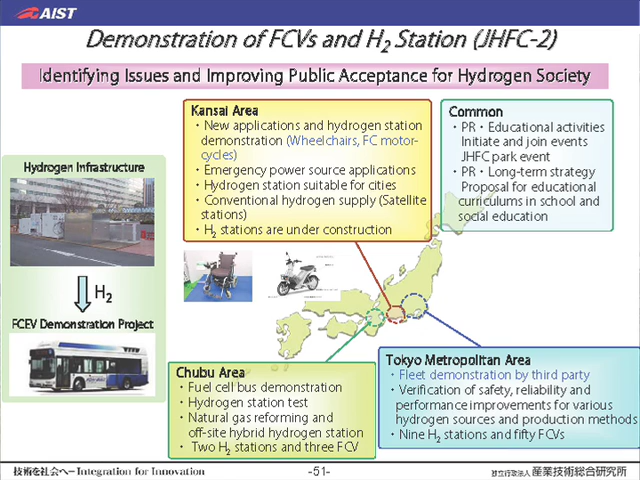 AIST
Demonstration of FCVs and H2 Station (JHFC-2)
Identifying Issues and Improving Public Acceptance for Hydrogen Society
Kansai Area
・New applications and hydrogen station
demonstration (Wheelchairs, FC motor-
cycles)
・Emergency power source applications
・Hydrogen station suitable for cities
・Conventional hydrogen supply (Satellite
stations)
・H2 stations are under construction
Common
・PR・Educational activities
Initiate and join events
JHFC park event
・PR・Long-term strategy
Proposal for educational
curriculums in school and
social education
Hydrogen Infrastructure
H2
FCEV Demonstration Project
Chubu Area
・Fuel cell bus demonstration
・Hydrogen station test
・Natural gas reforming and
off-site hybrid hydrogen station
・Two H2 stations and three FCV
Tokyo Metropolitan Area
・Fleet demonstration by third party
・Verification of safety, reliability and
performance improvements for various
hydrogen sources and production methods
・Nine H2 stations and fifty FCVs
技術を社会へ－Integration for Innovation
-51-
独立行政法人 産業技術総合研究所